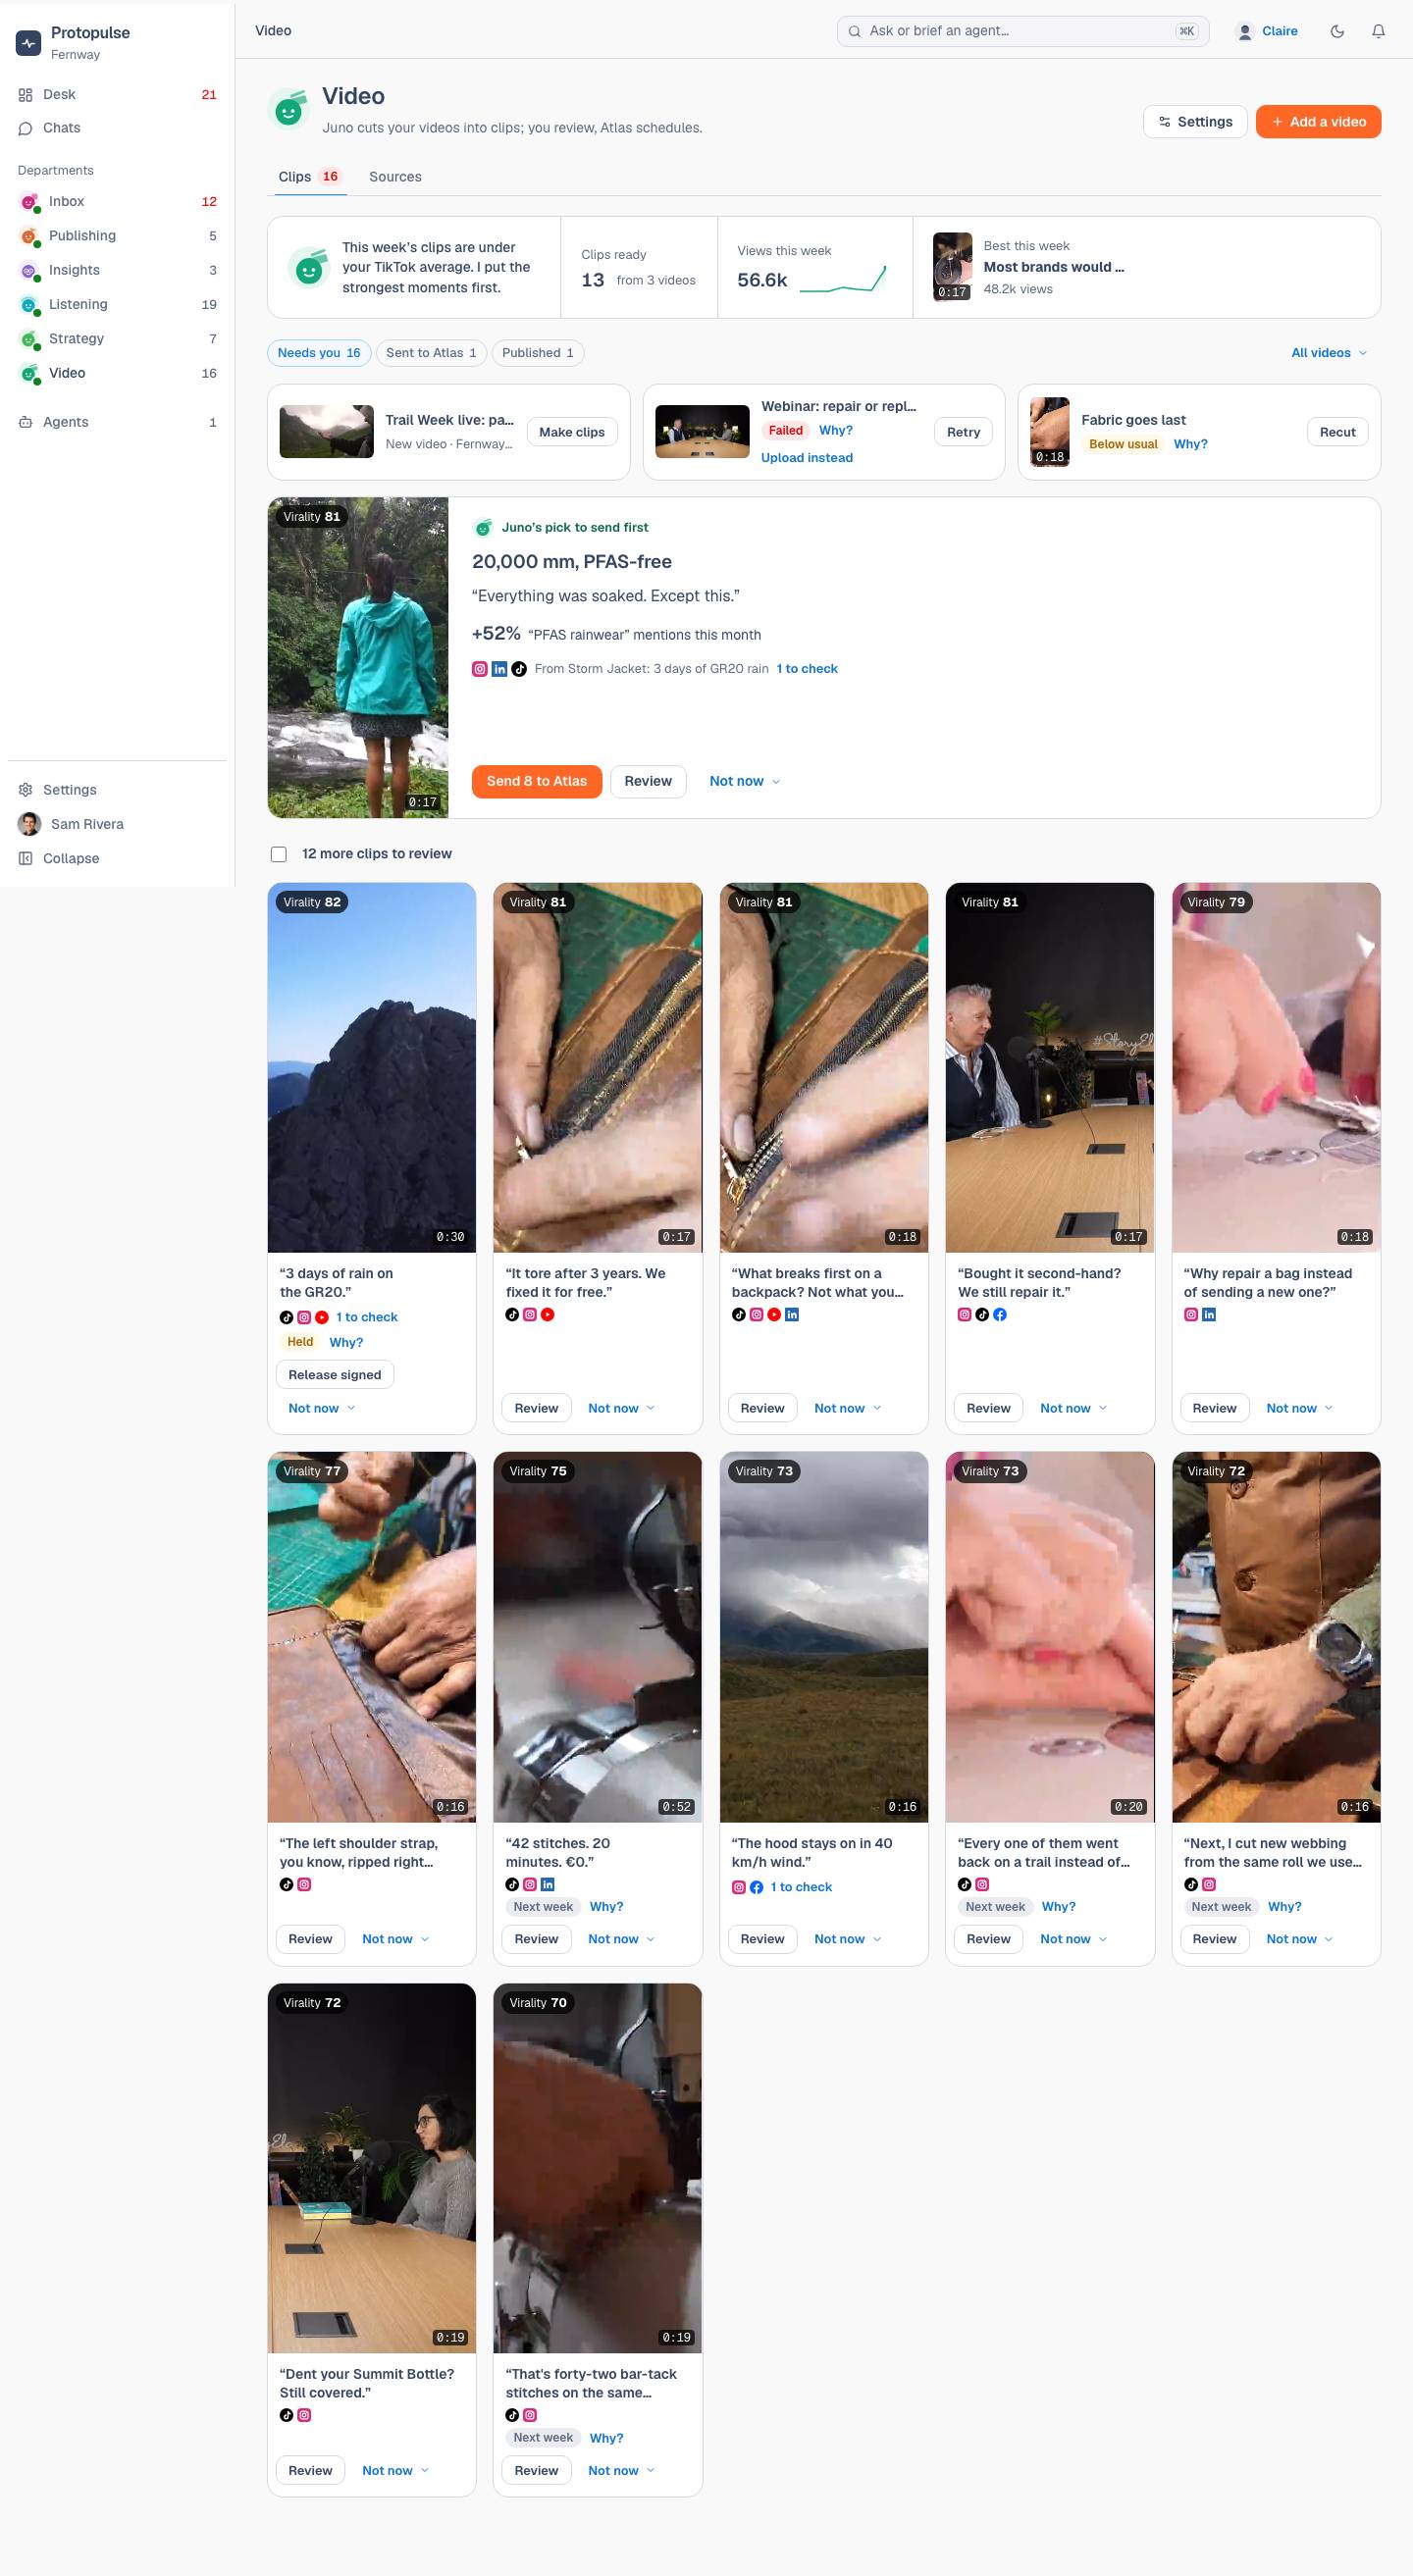 Protopulse
Fernway
Desk 21
Chats
Departments
Inbox 12
Publishing 5
Insights 3
Listening 19
Strategy 7
Video 16
Agents 1
Settings
Sam Rivera
Collapse
Video
Ask or brief an agent... ⌘K
Claire
Video
Juno cuts your videos into clips; you review, Atlas schedules.
Settings
+ Add a video
Clips 16
Sources
This week’s clips are under
your TikTok average. I put the
strongest moments first.
Clips ready
13 from 3 videos
Views this week
56.6k
0:17
Best this week
Most brands would ...
48.2k views
Needs you 16
Sent to Atlas 1
Published 1
All videos
Trail Week live: pa...
New video · Fernway...
Make clips
Webinar: repair or repl...
Failed Why?
Upload instead
Retry
0:18
Fabric goes last
Below usual Why?
Recut
Virality 81
0:17
Juno’s pick to send first
20,000 mm, PFAS-free
“Everything was soaked. Except this.”
+52% “PFAS rainwear” mentions this month
From Storm Jacket: 3 days of GR20 rain 1 to check
Send 8 to Atlas
Review
Not now
12 more clips to review
Virality 82
0:30
“3 days of rain on
the GR20.”
1 to check
Held Why?
Release signed
Not now
Virality 81
0:17
“It tore after 3 years. We
fixed it for free.”
Review Not now
Virality 81
0:18
“What breaks first on a
backpack? Not what you...
Review Not now
Virality 81
0:17
“Bought it second-hand?
We still repair it.”
Review Not now
Virality 79
0:18
“Why repair a bag instead
of sending a new one?”
Review Not now
Virality 77
0:16
“The left shoulder strap,
you know, ripped right...
Review Not now
Virality 75
0:52
“42 stitches. 20
minutes. €0.”
Next week Why?
Review Not now
Virality 73
0:16
“The hood stays on in 40
km/h wind.”
1 to check
Review Not now
Virality 73
0:20
“Every one of them went
back on a trail instead of...
Next week Why?
Review Not now
Virality 72
0:16
“Next, I cut new webbing
from the same roll we use...
Next week Why?
Review Not now
Virality 72
0:19
“Dent your Summit Bottle?
Still covered.”
Review Not now
Virality 70
0:19
“That's forty-two bar-tack
stitches on the same...
Next week Why?
Review Not now